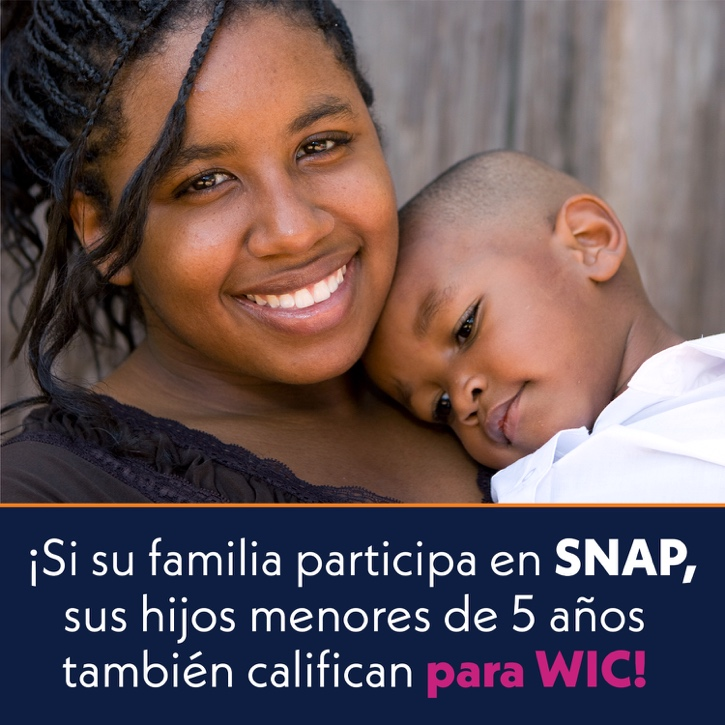 ¡Si su familia participa en SNAP,
sus hijos menores de 5 años
también califican para WIC!